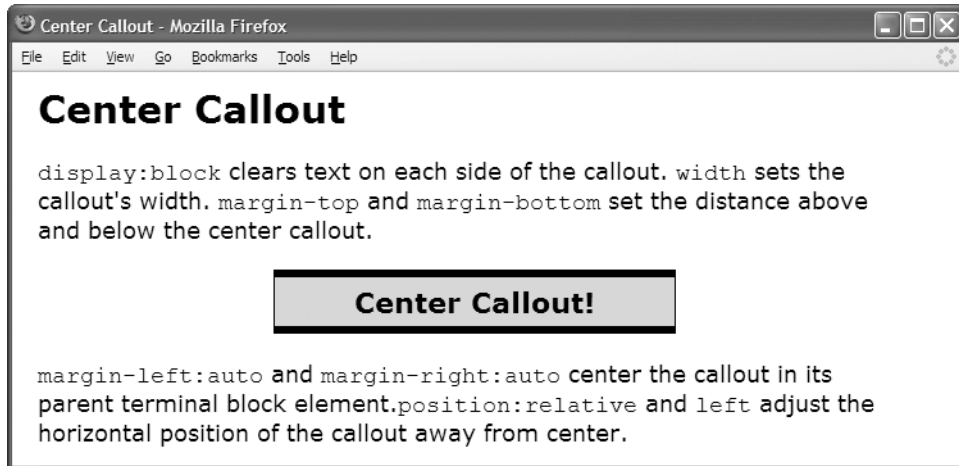 Center Callout - Mozilla Firefox
File Edit View Go Bookmarks Tools Help
Center Callout
display:block clears text on each side of the callout. width sets the
callout's width. margin-top and margin-bottom set the distance above
and below the center callout.
Center Callout!
margin-left:auto and margin-right:auto center the callout in its
parent terminal block element.position:relative and left adjust the
horizontal position of the callout away from center.